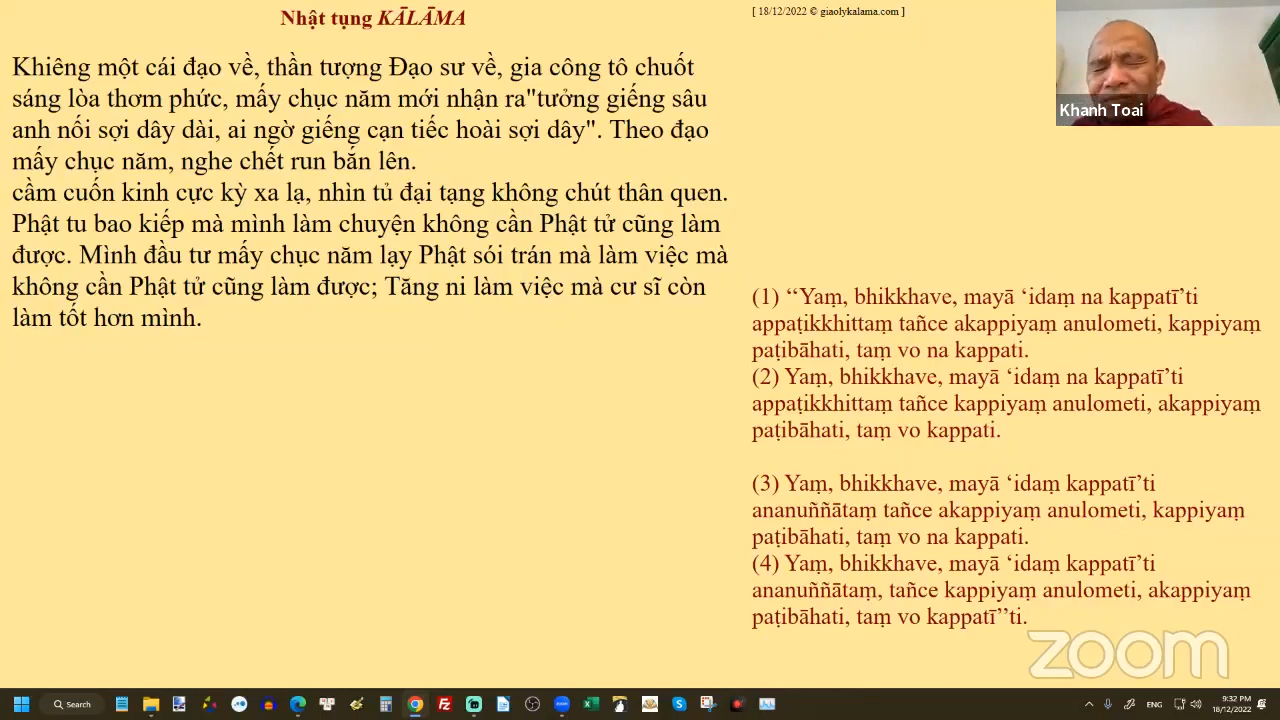 Nhật tụng KĀLĀMA
[ 18/12/2022 © giaolykalama.com ]
Khiêng một cái đạo về, thần tượng Đạo sư về, gia công tô chuốt
sáng lòa thơm phức, mấy chục năm mới nhận ra"tưởng giếng sâu
anh nối sợi dây dài, ai ngờ giếng cạn tiếc hoài sợi dây". Theo đạo
mấy chục năm, nghe chết run bắn lên.
cầm cuốn kinh cực kỳ xa lạ, nhìn tủ đại tạng không chút thân quen.
Phật tu bao kiếp mà mình làm chuyện không cần Phật tử cũng làm
được. Mình đầu tư mấy chục năm lạy Phật sói trán mà làm việc mà
không cần Phật tử cũng làm được; Tăng ni làm việc mà cư sĩ còn
làm tốt hơn mình.
Khanh Toai
(1) ‘‘Yaṃ, bhikkhave, mayā ‘idaṃ na kappatī’ti
appaṭikkhittaṃ tañce akappiyaṃ anulometi, kappiyaṃ
paṭibāhati, taṃ vo na kappati.
(2) Yaṃ, bhikkhave, mayā ‘idaṃ na kappatī’ti
appaṭikkhittaṃ tañce kappiyaṃ anulometi, akappiyaṃ
paṭibāhati, taṃ vo kappati.
(3) Yaṃ, bhikkhave, mayā ‘idaṃ kappatī’ti
ananuññātaṃ tañce akappiyaṃ anulometi, kappiyaṃ
paṭibāhati, taṃ vo na kappati.
(4) Yaṃ, bhikkhave, mayā ‘idaṃ kappatī’ti
ananuññātaṃ, tañce kappiyaṃ anulometi, akappiyaṃ
paṭibāhati, taṃ vo kappatī’’ti.
zoom
Search
ENG
9:32 PM
18/12/2022